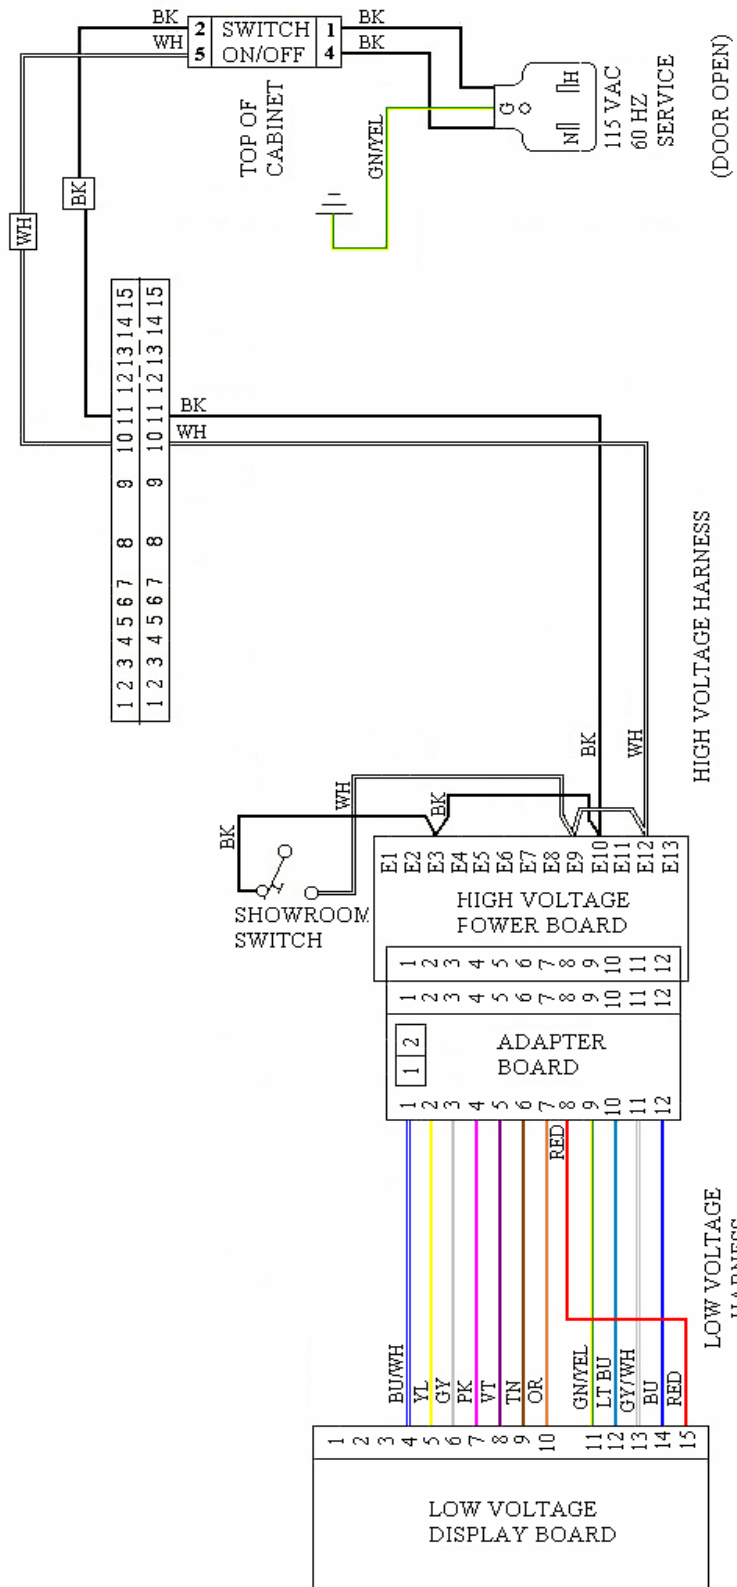 BK 2 SWITCH 1 BK
WH 5 ON/OFF 4 BK
TOP OF
CABINET
GN/YEL
G
H
N
115 VAC
60 HZ
SERVICE
(DOOR OPEN)
BK
WH
1 2 3 4 5 6 7 8 9 10 11 12 13 14 15
1 2 3 4 5 6 7 8 9 10 11 12 13 14 15
BK
WH
HIGH VOLTAGE HARNESS
BK
WH
WH
BK
BK
SHOWROOM
SWITCH
E1 E2 E3 E4 E5 E6 E7 E8 E9 E10 E11 E12 E13
HIGH VOLTAGE
POWER BOARD
1 2 3 4 5 6 7 8 9 10 11 12
1 2 3 4 5 6 7 8 9 10 11 12
1 2
ADAPTER
BOARD
1 2 3 4 5 6 7 8 9 10 11 12
RED
LOW VOLTAGE
HARNESS
BU/WH YL GY PK VT TN OR GN/YEL LT BU GY/WH BU RED
1 2 3 4 5 6 7 8 9 10 11 12 13 14 15
LOW VOLTAGE
DISPLAY BOARD